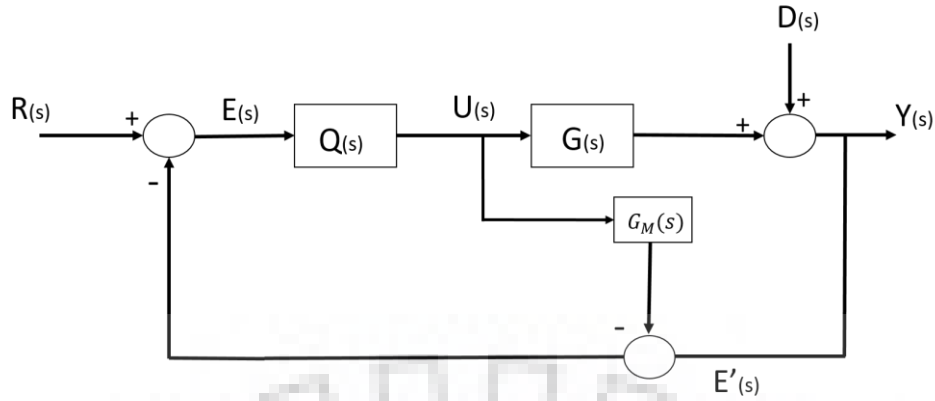 D(s)
+
R(s) + E(s) Q(s) U(s) G(s) + Y(s)
-
G_M(s)
-
E’(s)